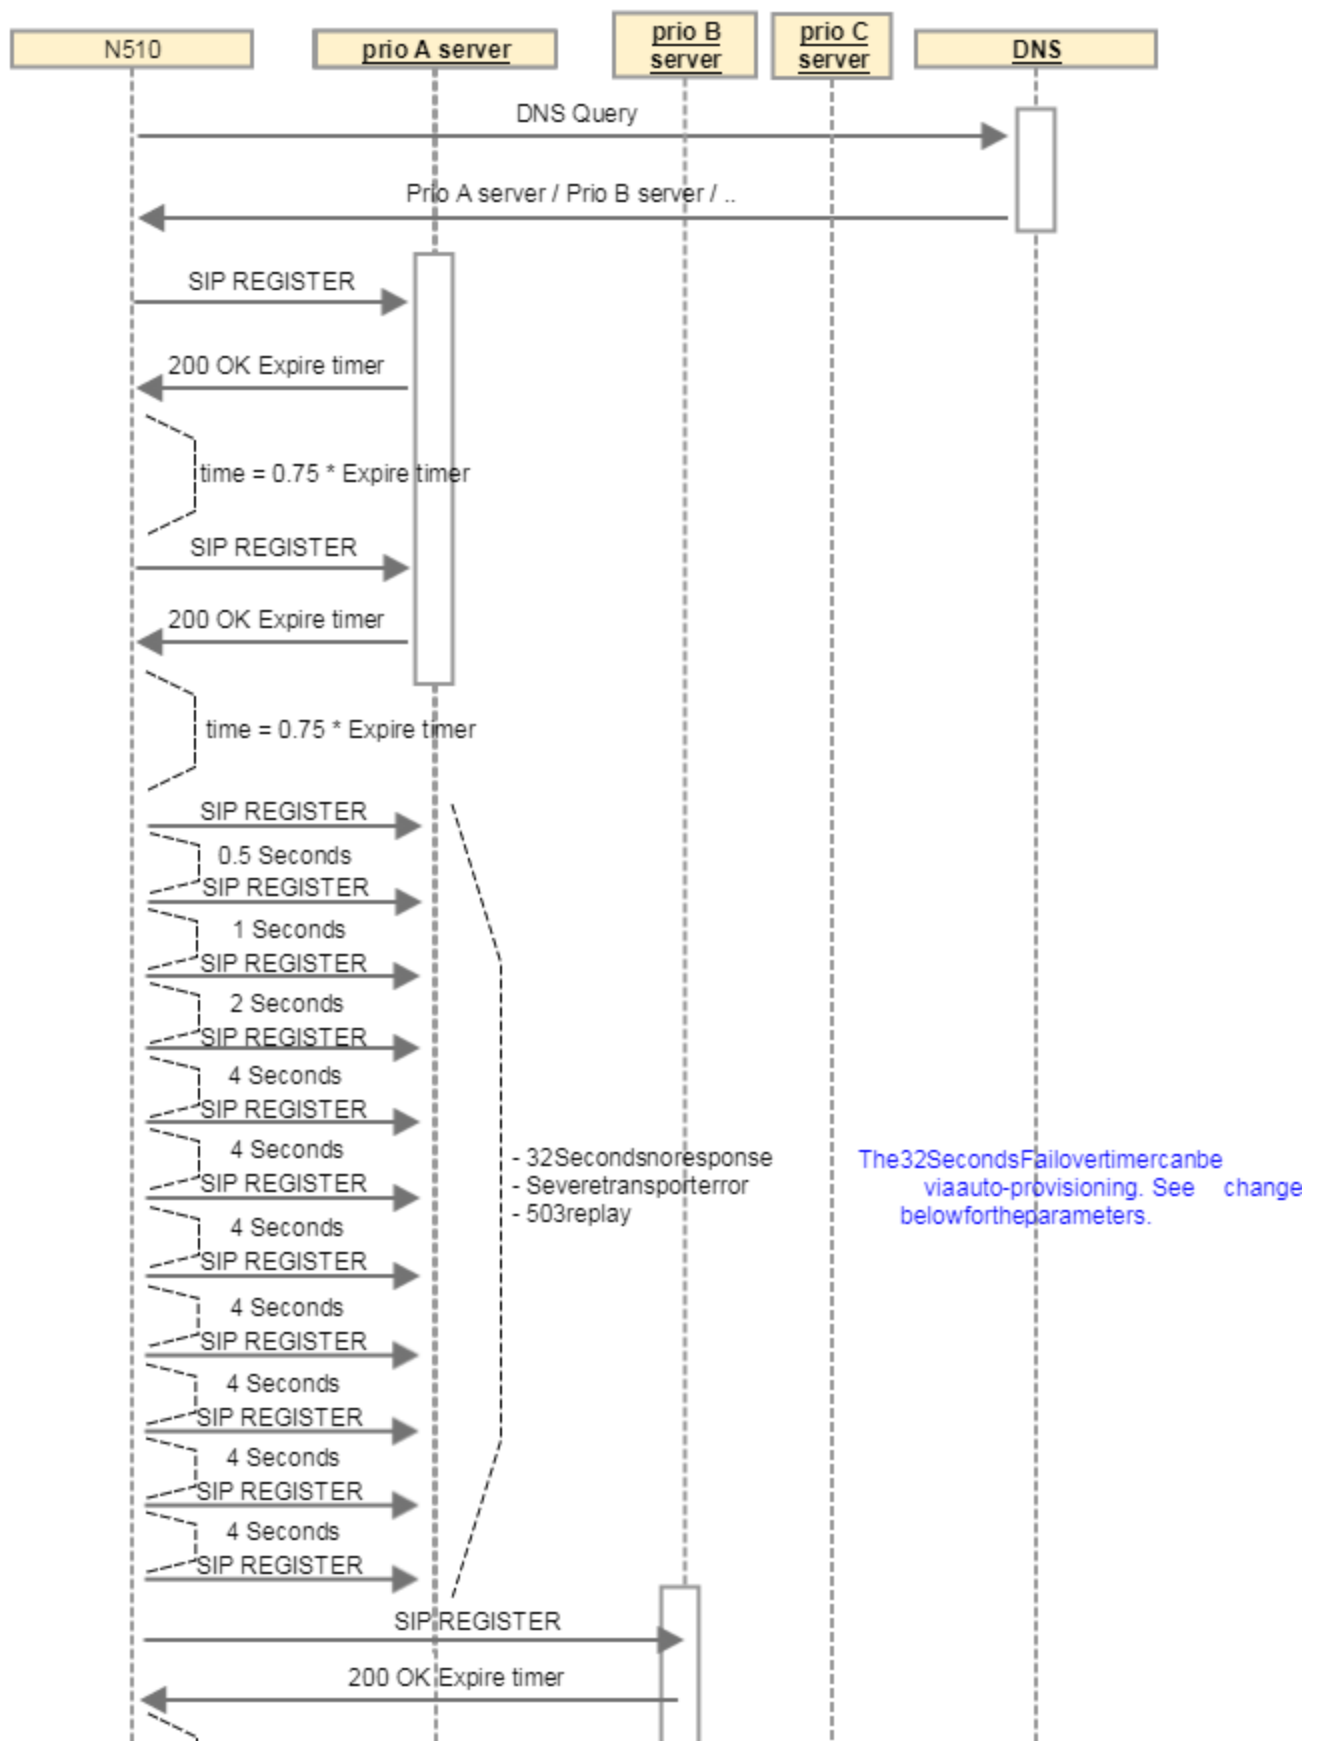 N510
prio A server
prio B
server
prio C
server
DNS
DNS Query
Prio A server / Prio B server / ..
SIP REGISTER
200 OK Expire timer
time = 0.75 * Expire timer
SIP REGISTER
200 OK Expire timer
time = 0.75 * Expire timer
SIP REGISTER
0.5 Seconds
SIP REGISTER
1 Seconds
SIP REGISTER
2 Seconds
SIP REGISTER
4 Seconds
SIP REGISTER
4 Seconds
SIP REGISTER
4 Seconds
SIP REGISTER
4 Seconds
SIP REGISTER
4 Seconds
SIP REGISTER
4 Seconds
SIP REGISTER
4 Seconds
SIP REGISTER
- 32Secondsnoresponse
- Severetransporterror
- 503replay
The32SecondsFailovertimercanbe
viaauto-provisioning. See change
belowfortheparameters.
SIP REGISTER
200 OK Expire timer